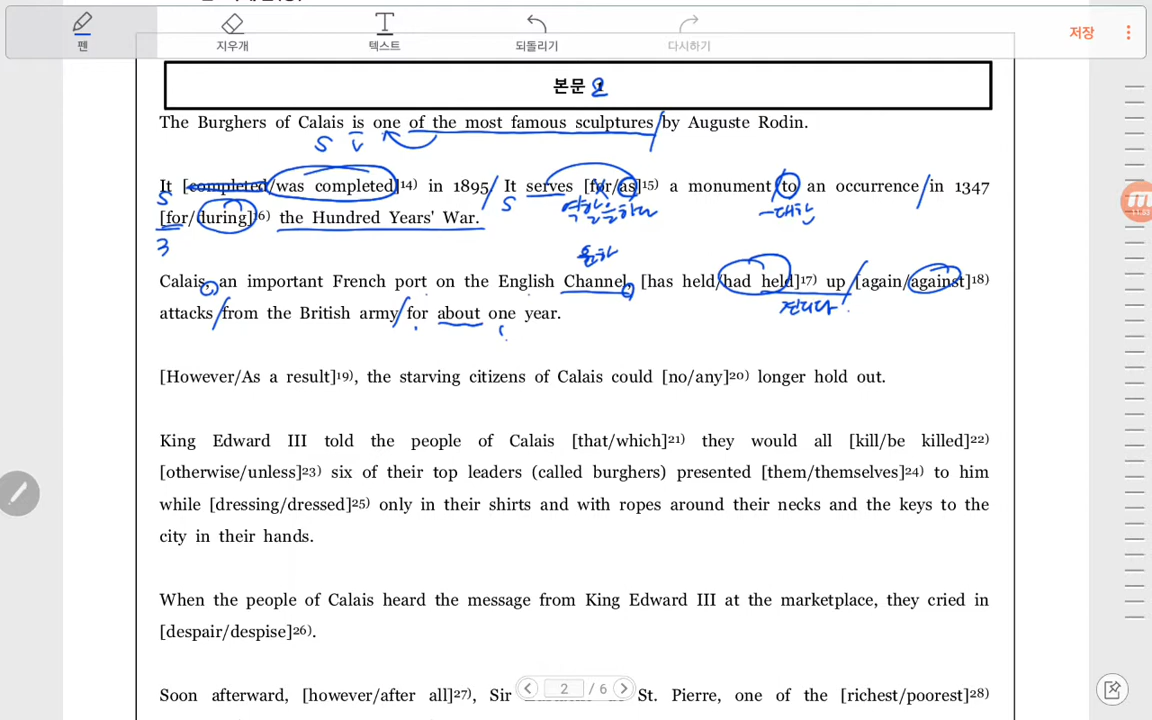 펜 지우개 텍스트 되돌리기 다시하기 저장
본문
The Burghers of Calais is one of the most famous sculptures by Auguste Rodin.
S V
It [completed/was completed]14) in 1895 It serves [for/as]15) a monument to an occurrence in 1347
S S 역할을하다 ~대한
[for/during]16) the Hundred Years' War.
3
운하
Calais, an important French port on the English Channel, [has held/had held]17) up [again/against]18)
견디다
attacks from the British army for about one year.
[However/As a result]19), the starving citizens of Calais could [no/any]20) longer hold out.
King Edward III told the people of Calais [that/which]21) they would all [kill/be killed]22)
[otherwise/unless]23) six of their top leaders (called burghers) presented [them/themselves]24) to him
while [dressing/dressed]25) only in their shirts and with ropes around their necks and the keys to the
city in their hands.
When the people of Calais heard the message from King Edward III at the marketplace, they cried in
[despair/despise]26).
Soon afterward, [however/after all]27), Sir St. Pierre, one of the [richest/poorest]28)
2 / 6